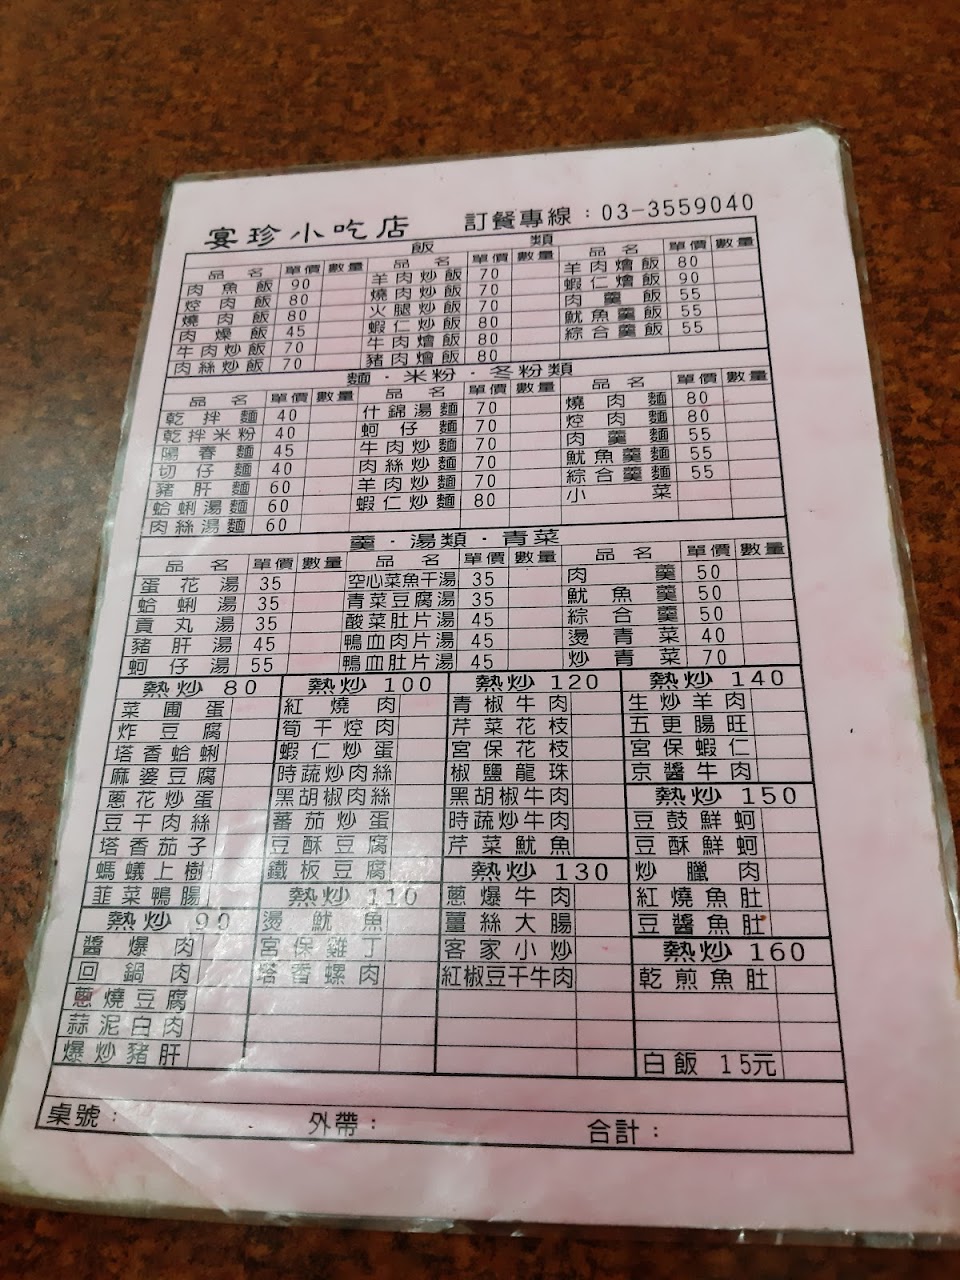 宴珍小吃店 訂餐專線：03-3559040
飯 類
品名 單價 數量 品名 單價 數量 品名 單價 數量
肉魚飯 90 羊肉炒飯 70 羊肉燴飯 80
焢肉飯 80 燒肉炒飯 70 蝦仁燴飯 90
燒肉飯 80 火腿炒飯 70 肉羹飯 55
肉燥飯 45 蝦仁炒飯 80 魷魚羹飯 55
牛肉炒飯 70 牛肉燴飯 80 綜合羹飯 55
肉絲炒飯 70 豬肉燴飯 80
麵．米粉．冬粉類
品名 單價 數量 品名 單價 數量 品名 單價 數量
乾拌麵 40 什錦湯麵 70 燒肉麵 80
乾拌米粉 40 蚵仔麵 70 焢肉麵 80
陽春麵 45 牛肉炒麵 70 肉羹麵 55
切仔麵 40 肉絲炒麵 70 魷魚羹麵 55
豬肝麵 60 羊肉炒麵 70 綜合羹麵 55
蛤蜊湯麵 60 蝦仁炒麵 80 小菜
肉絲湯麵 60
羹．湯類．青菜
品名 單價 數量 品名 單價 數量 品名 單價 數量
蛋花湯 35 空心菜魚干湯 35 肉羹 50
蛤蜊湯 35 青菜豆腐湯 35 魷魚羹 50
貢丸湯 35 酸菜肚片湯 45 綜合羹 50
豬肝湯 45 鴨血肉片湯 45 燙青菜 40
蚵仔湯 55 鴨血肚片湯 45 炒青菜 70
熱炒 80 熱炒 100 熱炒 120 熱炒 140
菜圃蛋 紅燒肉 青椒牛肉 生炒羊肉
炸豆腐 筍干焢肉 芹菜花枝 五更腸旺
塔香蛤蜊 蝦仁炒蛋 宮保花枝 宮保蝦仁
麻婆豆腐 時蔬炒肉絲 椒鹽龍珠 京醬牛肉
蔥花炒蛋 黑胡椒肉絲 黑胡椒牛肉 熱炒 150
豆干肉絲 蕃茄炒蛋 時蔬炒牛肉 豆鼓鮮蚵
塔香茄子 豆酥豆腐 芹菜魷魚 豆酥鮮蚵
螞蟻上樹 鐵板豆腐 熱炒 130 炒臘肉
韮菜鴨腸 熱炒 110 蔥爆牛肉 紅燒魚肚
熱炒 90 燙魷魚 薑絲大腸 豆醬魚肚
醬爆肉 宮保雞丁 客家小炒 熱炒 160
回鍋肉 塔香螺肉 紅椒豆干牛肉 乾煎魚肚
蔥燒豆腐
蒜泥白肉
爆炒豬肝 白飯 15元
桌號： 外帶： 合計：